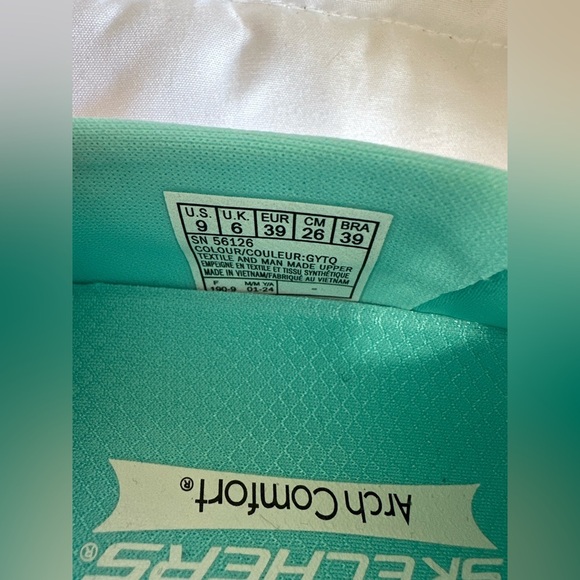 U.S. U.K. EUR CM BRA
9 6 39 26 39
SN 56126
COLOUR/COULEUR:GYTQ
TEXTILE AND MAN MADE UPPER
EMPEIGNE EN TEXTILE ET TISSU SYNTHÉTIQUE
MADE IN VIETNAM/FABRIQUÉ AU VIETNAM
F M/M Y/A
190-9 01-24 -
Arch Comfort®
SKECHERS®